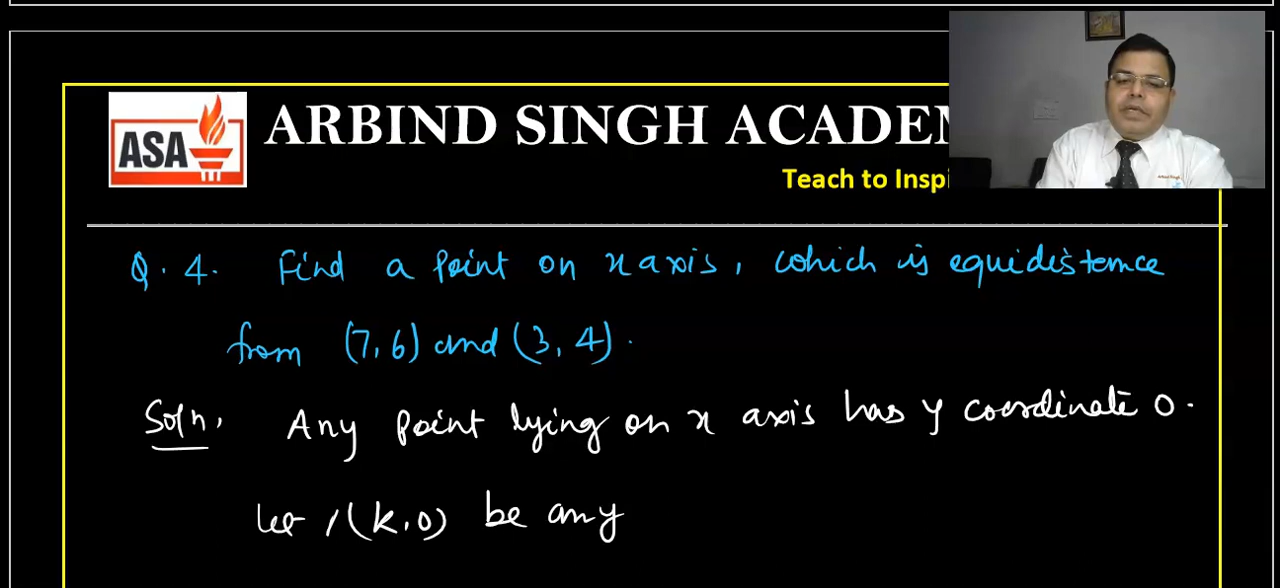 ASA
ARBIND SINGH ACADEM
Teach to Inspi
Q. 4. Find a point on x axis, which is equidistence
from (7, 6) and (3, 4).
Soln. Any point lying on x axis has y coordinate 0.
Let (k, 0) be any